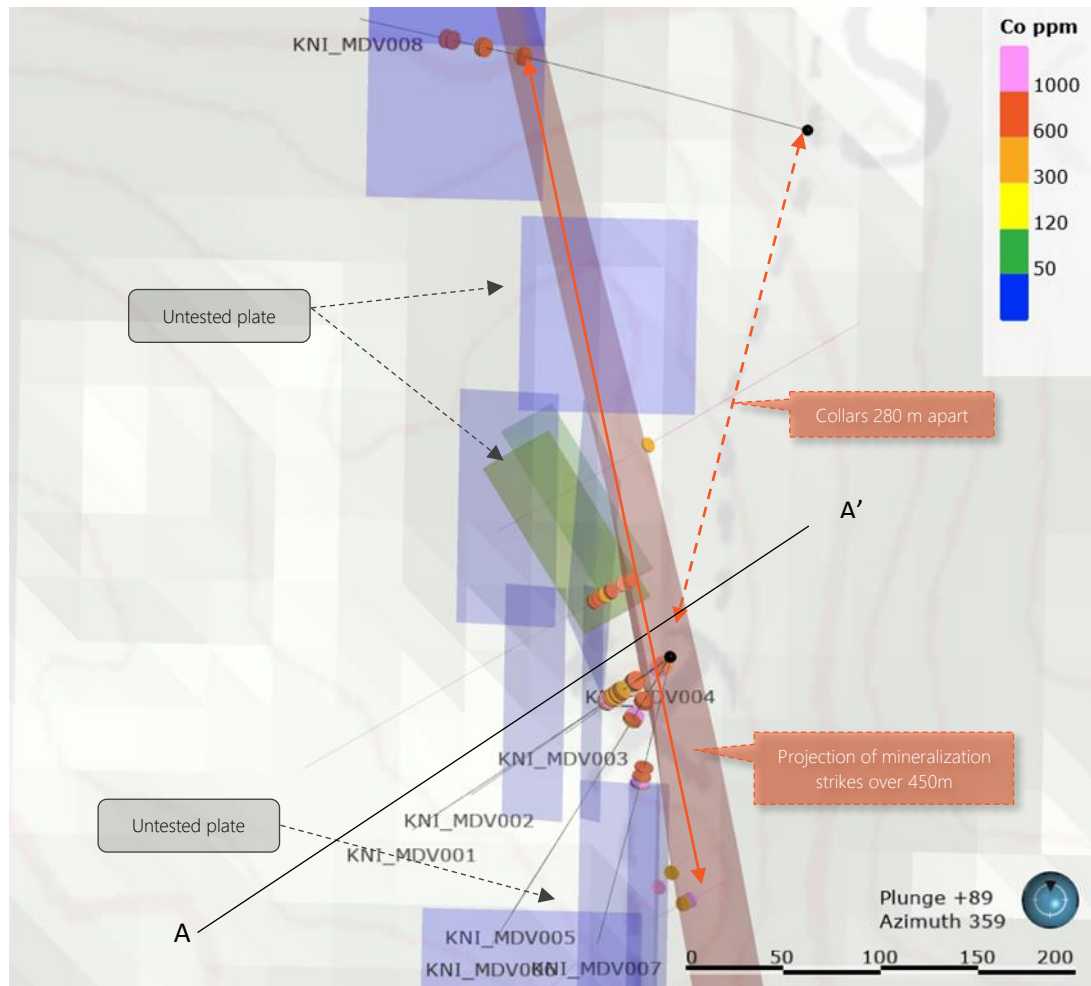 KNI_MDV008
Co ppm
1000
600
300
120
50
Untested plate
Collars 280 m apart
A'
KNI_MDV004
KNI_MDV003
Projection of mineralization
strikes over 450m
KNI_MDV002
Untested plate
KNI_MDV001
Plunge +89
Azimuth 359
A
KNI_MDV005
KNI_MDV006
KNI_MDV007
0 50 100 150 200